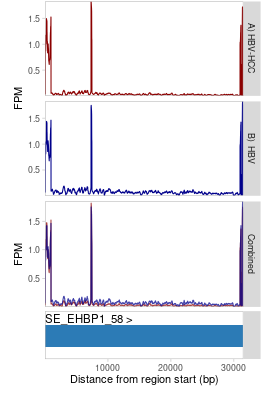 1.5
1.0
0.5
FPM
A) HBV-HCC
1.5
1.0
0.5
B) HBV
1.5
1.0
0.5
FPM
Combined
SE_EHBP1_58 >
10000 20000 30000
Distance from region start (bp)